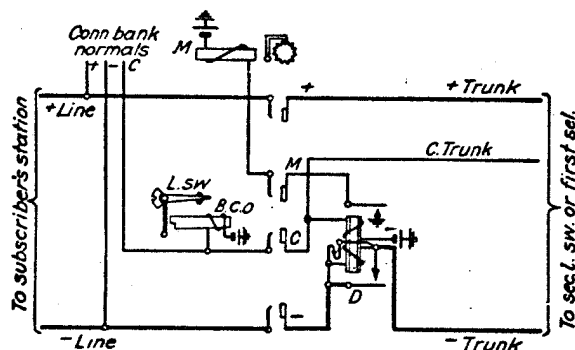 Conn bank
normals
+ - C
M
+Line
+
+Trunk
C.Trunk
M
L.SW
B.C.O
C
-
D
-
-Line
-Trunk
To subscriber's station
To sec.L. sw. or first sel.